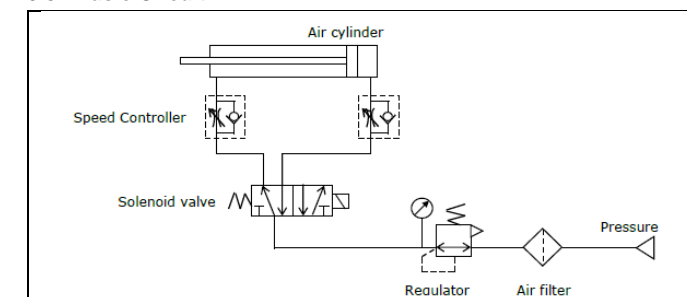 Air cylinder
Speed Controller
Solenoid valve
Pressure
Regulator
Air filter